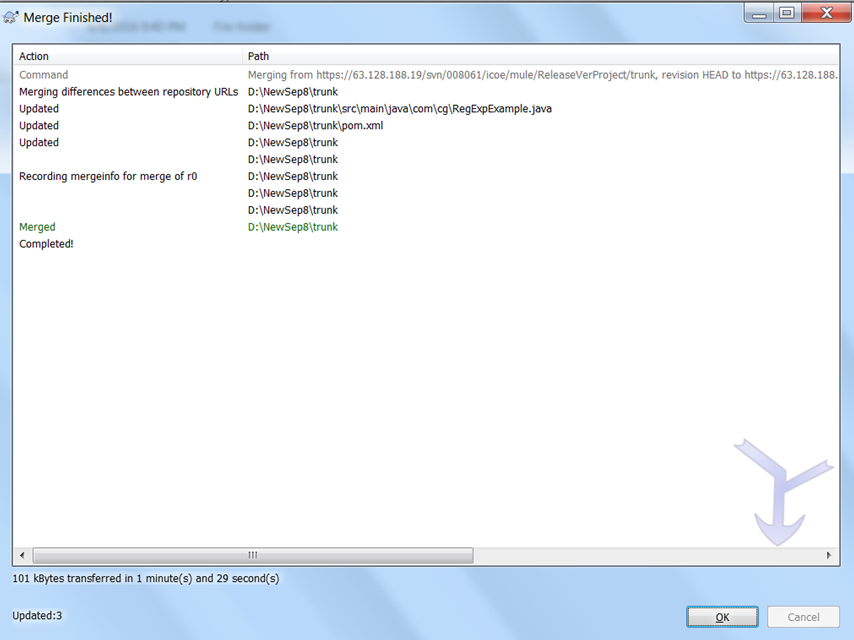 Merge Finished!
Action Path
Command Merging from https://63.128.188.19/svn/008061/icoe/mule/ReleaseVerProject/trunk, revision HEAD to https://63.128.188.
Merging differences between repository URLs D:\NewSep8\trunk
Updated D:\NewSep8\trunk\src\main\java\com\cg\RegExpExample.java
Updated D:\NewSep8\trunk\pom.xml
Updated D:\NewSep8\trunk
D:\NewSep8\trunk
Recording mergeinfo for merge of r0 D:\NewSep8\trunk
D:\NewSep8\trunk
D:\NewSep8\trunk
Merged D:\NewSep8\trunk
Completed!
101 kBytes transferred in 1 minute(s) and 29 second(s)
Updated:3
OK Cancel